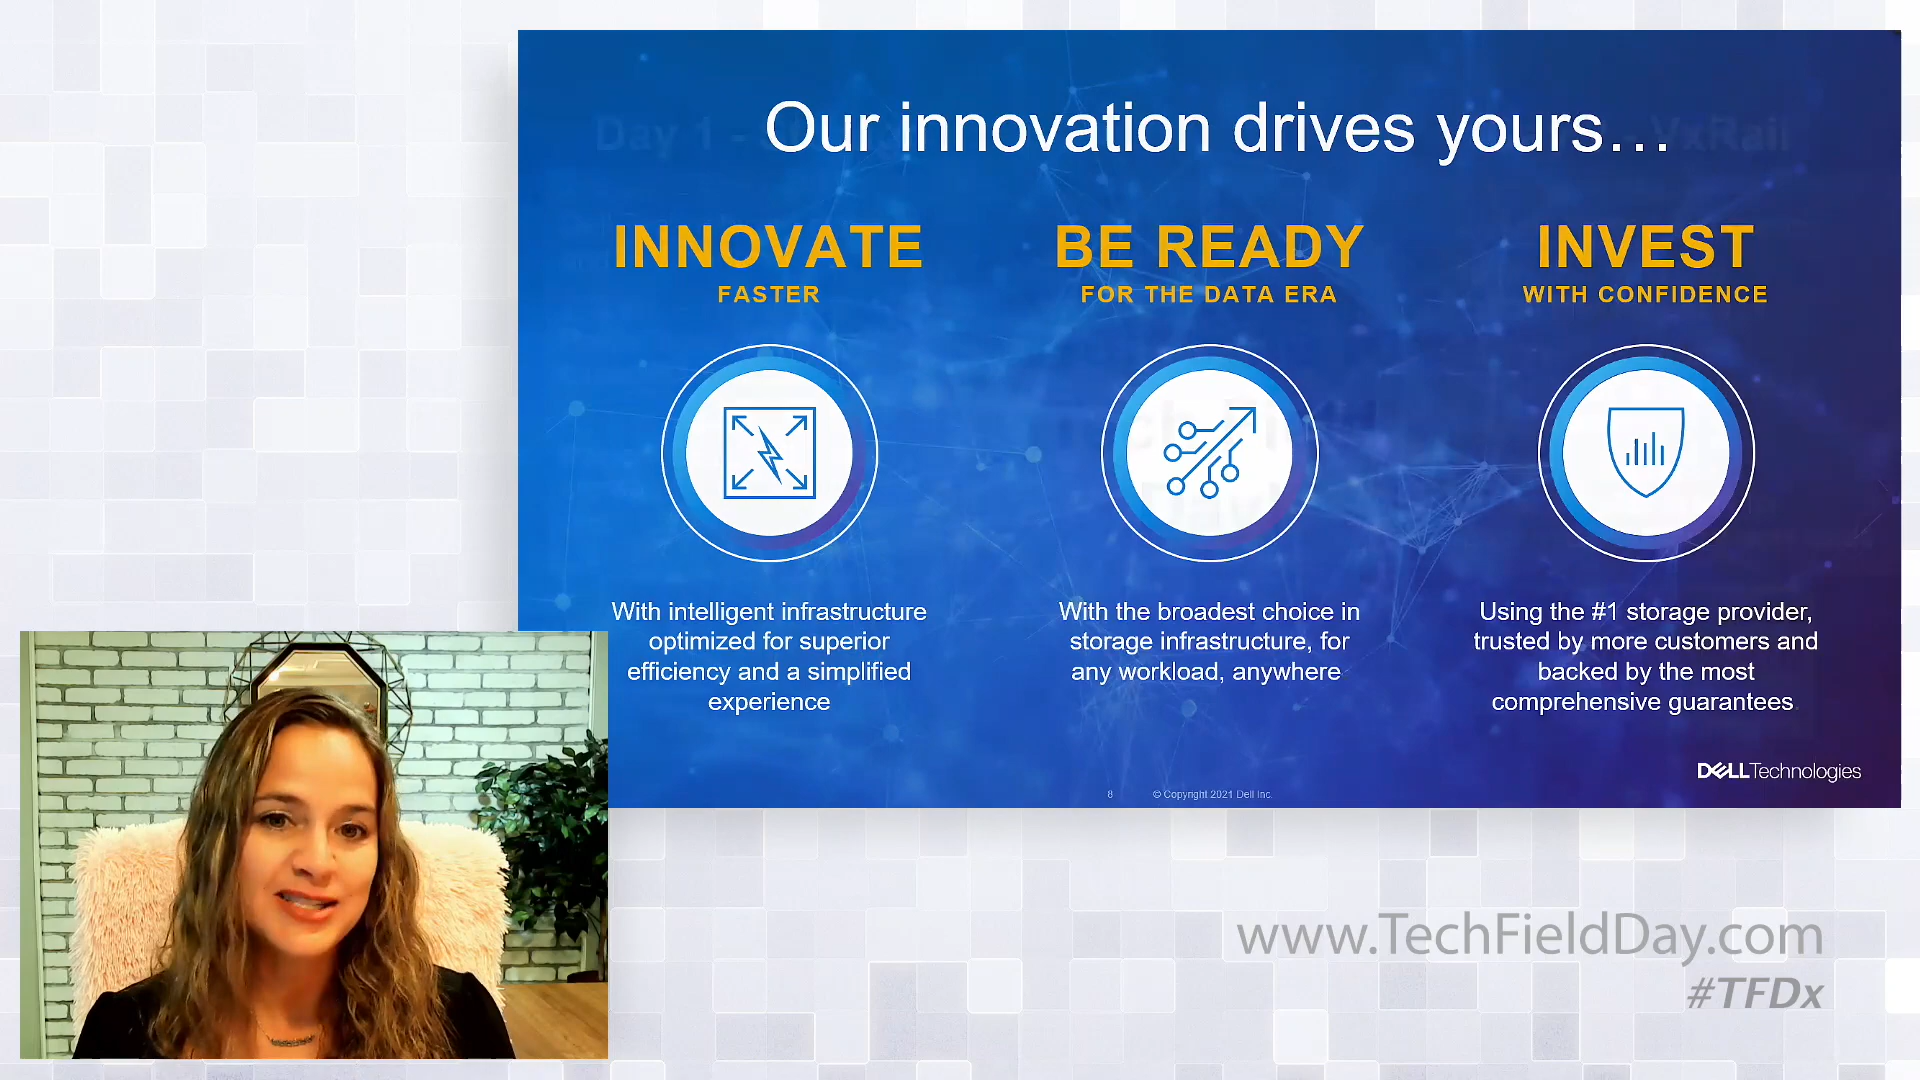 Our innovation drives yours…
INNOVATE
FASTER
BE READY
FOR THE DATA ERA
INVEST
WITH CONFIDENCE
With intelligent infrastructure
optimized for superior
efficiency and a simplified
experience
With the broadest choice in
storage infrastructure, for
any workload, anywhere
Using the #1 storage provider,
trusted by more customers and
backed by the most
comprehensive guarantees
DELLTechnologies
8 © Copyright 2021 Dell Inc.
www.TechFieldDay.com
#TFDx